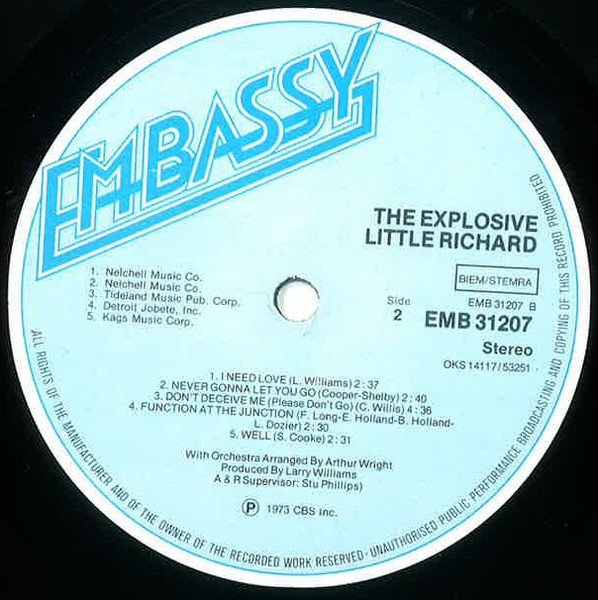 EMBASSY
THE EXPLOSIVE
LITTLE RICHARD
1. Nelchell Music Co.
2. Nelchell Music Co.
3. Tideland Music Pub. Corp.
4. Detroit Jobete, Inc.
5. Kags Music Corp.
BIEM/STEMRA
EMB 31207 B
Side
2
EMB 31207
Stereo
OKS 14117/53251
1. I NEED LOVE (L. Williams) 2:37
2. NEVER GONNA LET YOU GO (Cooper-Shelby) 2:40
3. DON'T DECEIVE ME (Please Don't Go) (C. Willis) 4:36
4. FUNCTION AT THE JUNCTION (F. Long-E. Holland-B. Holland-
L. Dozier) 2:30
5. WELL (S. Cooke) 2:31
With Orchestra Arranged By Arthur Wright
Produced By Larry Williams
A & R Supervisor: Stu Phillips)
Ⓟ 1973 CBS Inc.
ALL RIGHTS OF THE MANUFACTURER AND OF THE OWNER OF THE RECORDED WORK RESERVED · UNAUTHORISED PUBLIC PERFORMANCE BROADCASTING AND COPYING OF THIS RECORD PROHIBITED